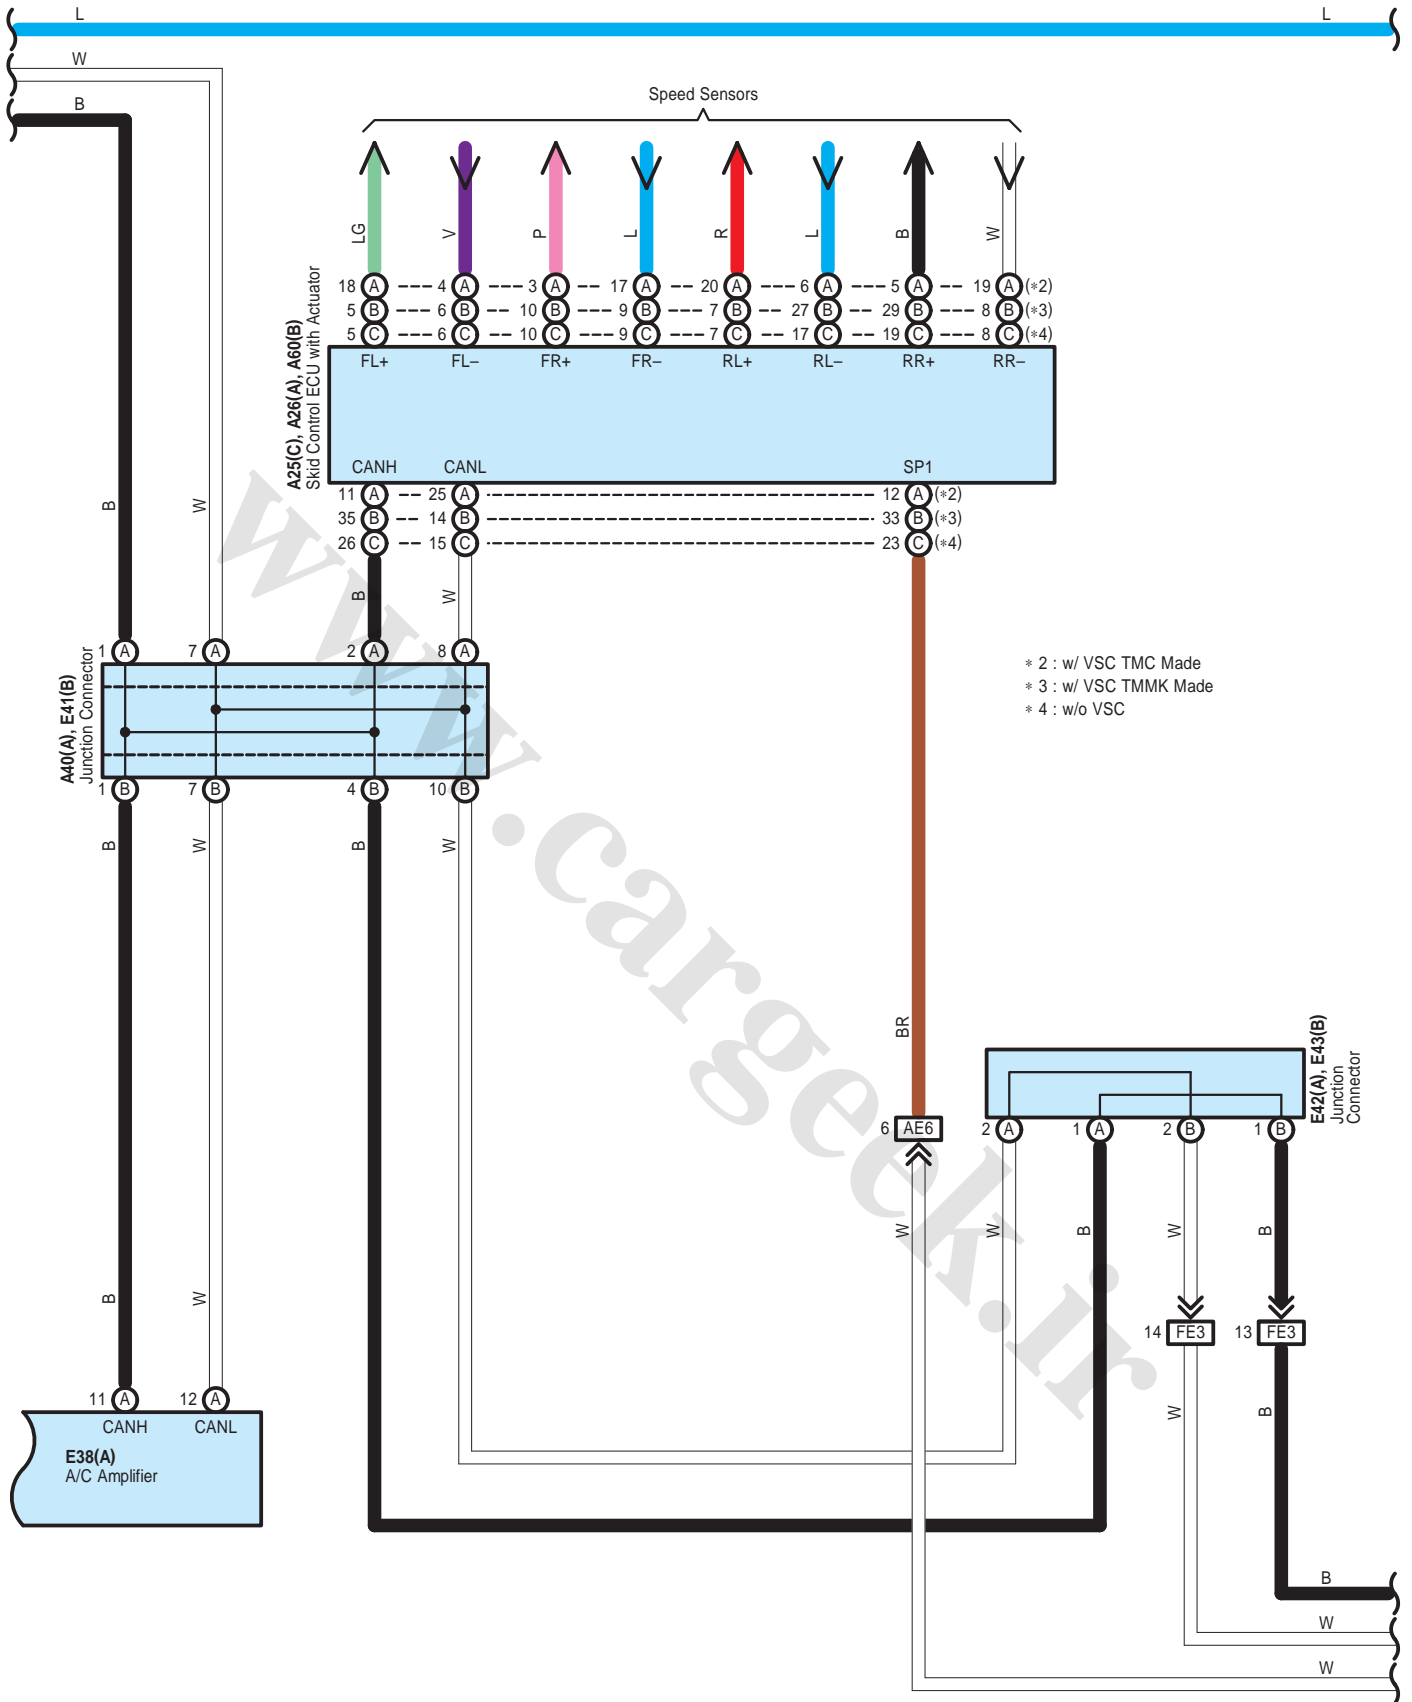 L L
W
B
Speed Sensors
LG V P L R L B W
18 A 4 A 3 A 17 A 20 A 6 A 5 A 19 A (*2)
5 B 6 B 10 B 9 B 7 B 27 B 29 B 8 B (*3)
5 C 6 C 10 C 9 C 7 C 17 C 19 C 8 C (*4)
FL+ FL– FR+ FR– RL+ RL– RR+ RR–
A25(C), A26(A), A60(B)
Skid Control ECU with Actuator
CANH CANL SP1
11 A 25 A 12 A (*2)
35 B 14 B 33 B (*3)
26 C 15 C 23 C (*4)
B W
B W
1 A 7 A 2 A 8 A
A40(A), E41(B)
Junction Connector
* 2 : w/ VSC TMC Made
* 3 : w/ VSC TMMK Made
* 4 : w/o VSC
1 B 7 B 4 B 10 B
B W B W
BR
E42(A), E43(B)
Junction
Connector
6 AE6 2 A 1 A 2 B 1 B
W W B W B
B W
14 FE3 13 FE3
11 A 12 A
W B
CANH CANL
E38(A)
A/C Amplifier
B
W
W
www.cargeek.ir